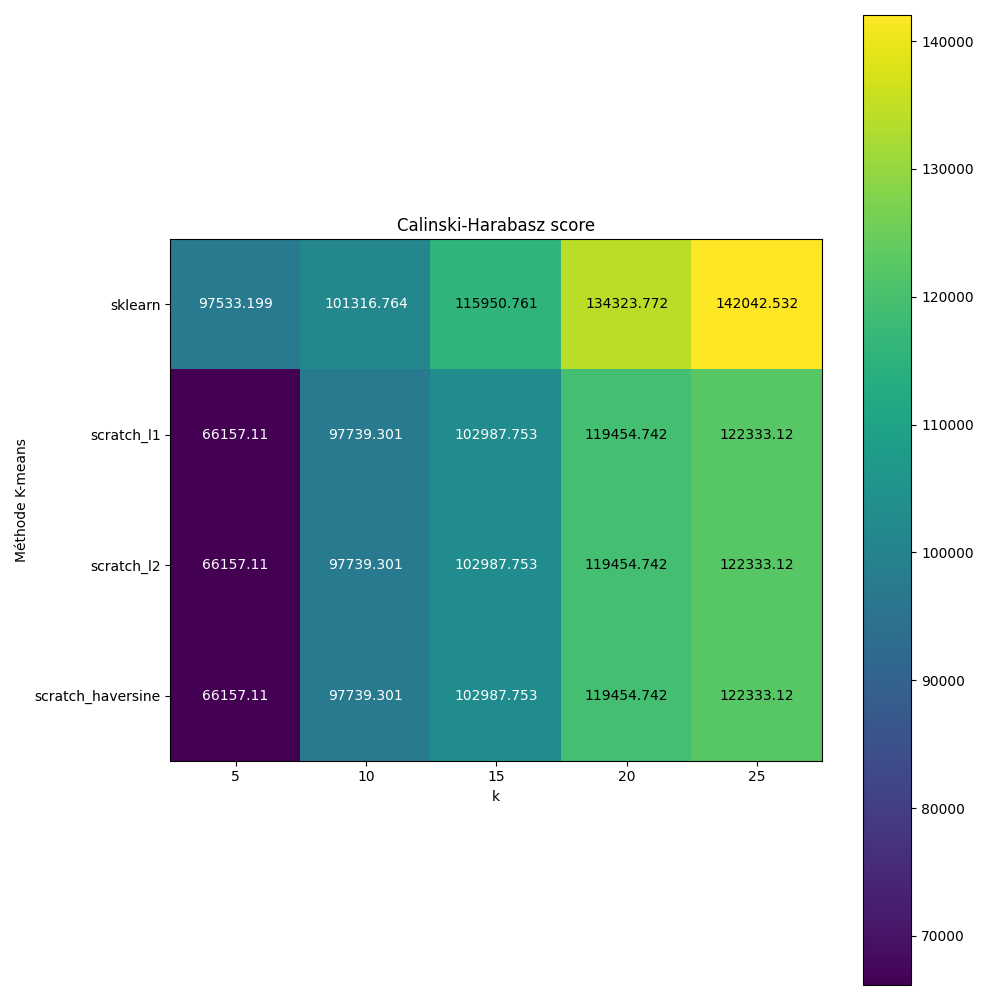 Calinski-Harabasz score
sklearn 97533.199 101316.764 115950.761 134323.772 142042.532
scratch_l1 66157.11 97739.301 102987.753 119454.742 122333.12
scratch_l2 66157.11 97739.301 102987.753 119454.742 122333.12
scratch_haversine 66157.11 97739.301 102987.753 119454.742 122333.12
5 10 15 20 25
k
Méthode K-means
140000
130000
120000
110000
100000
90000
80000
70000